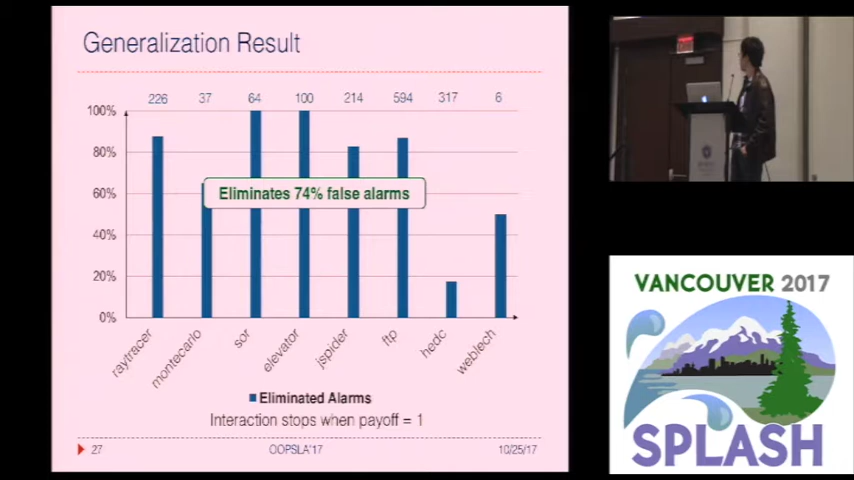 Generalization Result
226 37 64 100 214 594 317 6
100%
80%
60%
40%
20%
0%
Eliminates 74% false alarms
raytracer montecarlo sor elevator jspider ftp hedc weblech
Eliminated Alarms
Interaction stops when payoff = 1
27 OOPSLA'17 10/25/17
VANCOUVER 2017
SPLASH